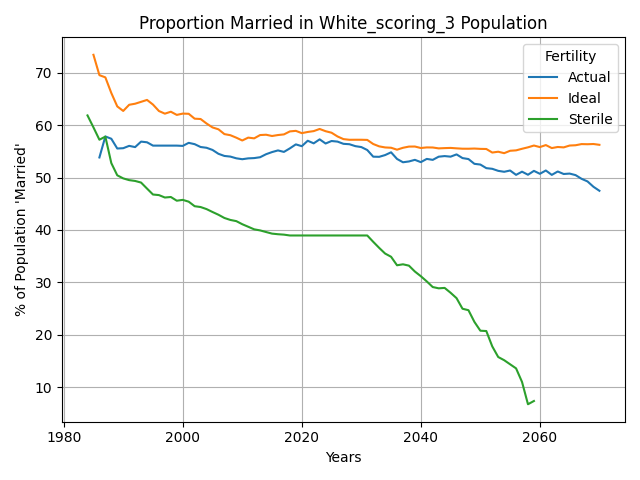 Proportion Married in White_scoring_3 Population
Fertility
Actual
Ideal
Sterile
% of Population 'Married'
70
60
50
40
30
20
10
1980
2000
2020
2040
2060
Years